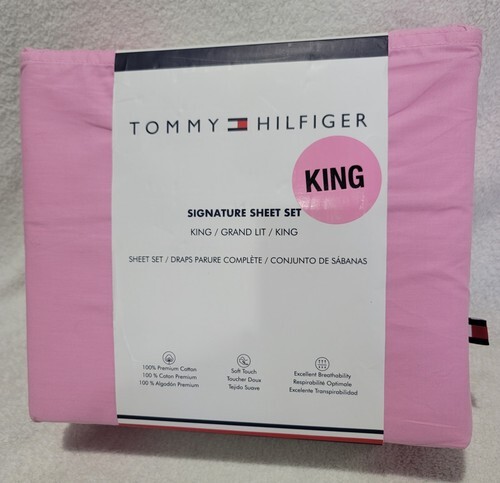 TOMMY HILFIGER
KING
SIGNATURE SHEET SET
KING / GRAND LIT / KING
SHEET SET / DRAPS PARURE COMPLÈTE / CONJUNTO DE SÁBANAS
100% Premium Cotton
100 % Coton Premium
100 % Algodón Premium
Soft Touch
Toucher Doux
Tejido Suave
Excellent Breathability
Respirabilité Optimale
Excelente Transpirabilidad